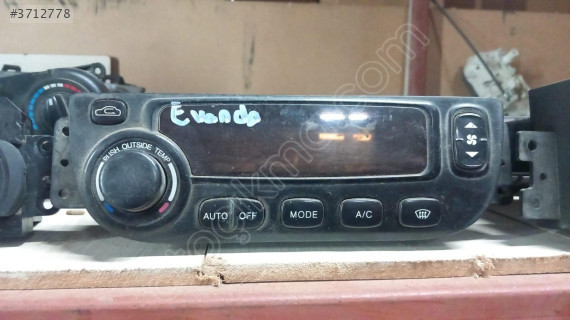 #3712778
Evanda
PUSH OUTSIDE TEMP
AUTO OFF MODE A/C